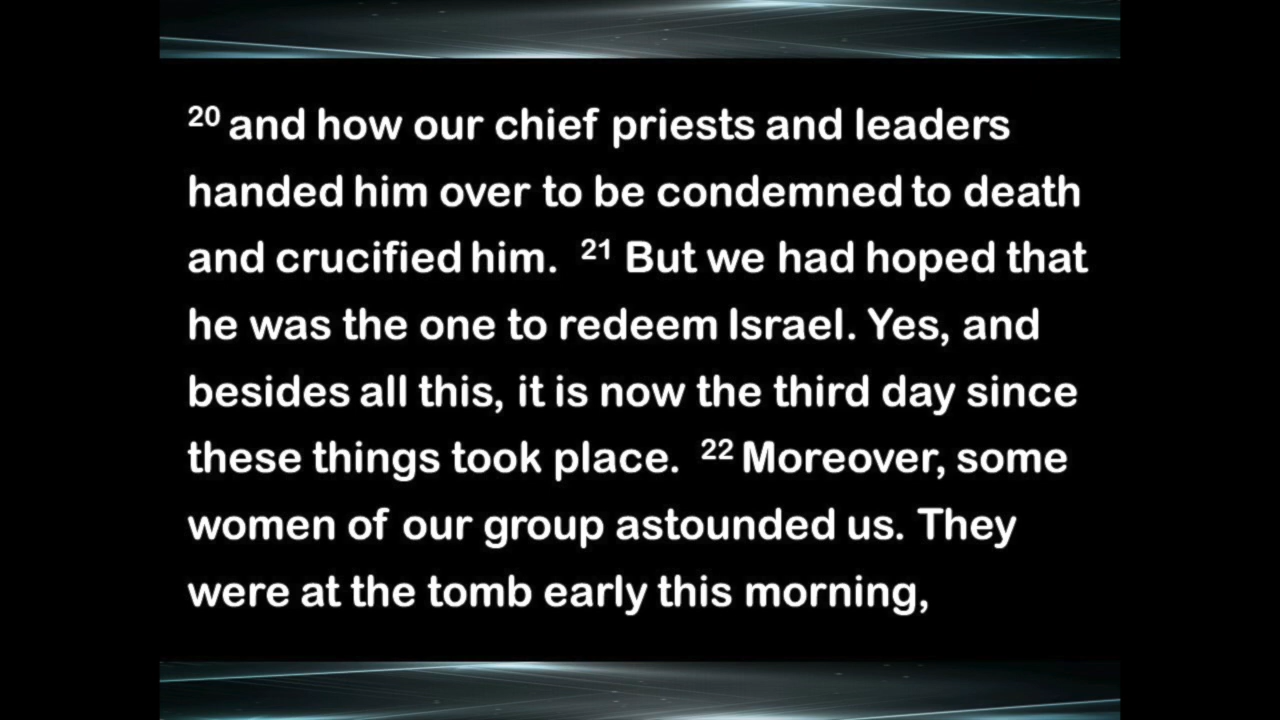 20 and how our chief priests and leaders
handed him over to be condemned to death
and crucified him. 21 But we had hoped that
he was the one to redeem Israel. Yes, and
besides all this, it is now the third day since
these things took place. 22 Moreover, some
women of our group astounded us. They
were at the tomb early this morning,